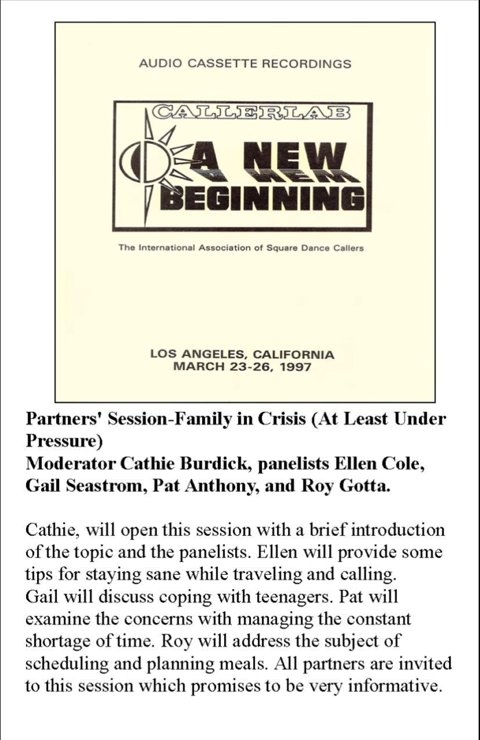 AUDIO CASSETTE RECORDINGS
CALLERLAB
A NEW
BEGINNING
The International Association of Square Dance Callers
LOS ANGELES, CALIFORNIA
MARCH 23-26, 1997
Partners' Session-Family in Crisis (At Least Under
Pressure)
Moderator Cathie Burdick, panelists Ellen Cole,
Gail Seastrom, Pat Anthony, and Roy Gotta.
Cathie, will open this session with a brief introduction
of the topic and the panelists. Ellen will provide some
tips for staying sane while traveling and calling.
Gail will discuss coping with teenagers. Pat will
examine the concerns with managing the constant
shortage of time. Roy will address the subject of
scheduling and planning meals. All partners are invited
to this session which promises to be very informative.